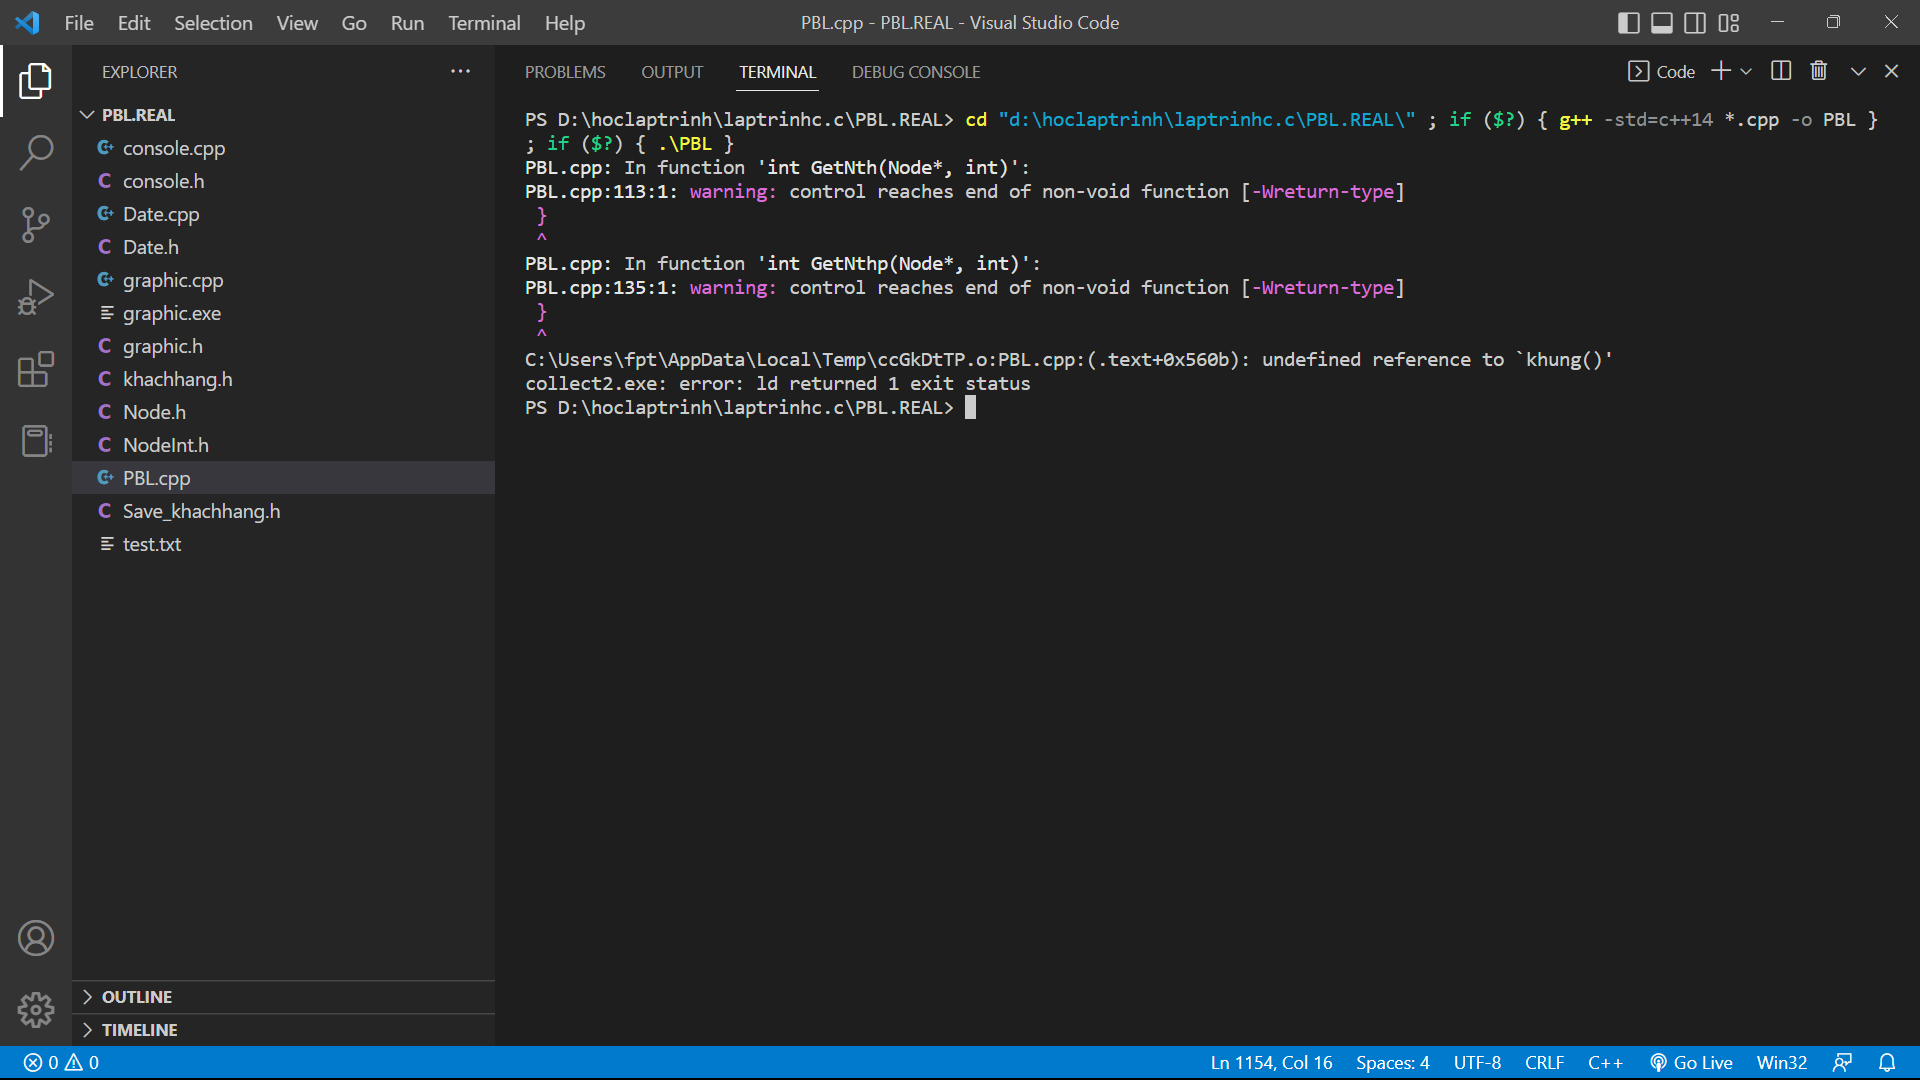 File Edit Selection View Go Run Terminal Help PBL.cpp - PBL.REAL - Visual Studio Code
EXPLORER
PBL.REAL
console.cpp
console.h
Date.cpp
Date.h
graphic.cpp
graphic.exe
graphic.h
khachhang.h
Node.h
NodeInt.h
PBL.cpp
Save_khachhang.h
test.txt
OUTLINE
TIMELINE
PROBLEMS OUTPUT TERMINAL DEBUG CONSOLE Code
PS D:\hoclaptrinh\laptrinhc.c\PBL.REAL> cd "d:\hoclaptrinh\laptrinhc.c\PBL.REAL\" ; if ($?) { g++ -std=c++14 *.cpp -o PBL }
; if ($?) { .\PBL }
PBL.cpp: In function 'int GetNth(Node*, int)':
PBL.cpp:113:1: warning: control reaches end of non-void function [-Wreturn-type]
}
^
PBL.cpp: In function 'int GetNthp(Node*, int)':
PBL.cpp:135:1: warning: control reaches end of non-void function [-Wreturn-type]
}
^
C:\Users\fpt\AppData\Local\Temp\ccGkDtTP.o:PBL.cpp:(.text+0x560b): undefined reference to `khung()'
collect2.exe: error: ld returned 1 exit status
PS D:\hoclaptrinh\laptrinhc.c\PBL.REAL>
0 0 Ln 1154, Col 16 Spaces: 4 UTF-8 CRLF C++ Go Live Win32